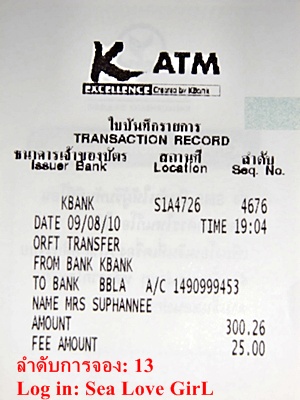 K ATM
EXCELLENCE Created by KBank
ใบบันทึกรายการ
TRANSACTION RECORD
ธนาคารเจ้าของบัตร สถานที่ ลำดับ
Issuer Bank Location Seq. No.
KBANK S1A4726 4676
DATE 09/08/10 TIME 19:04
ORFT TRANSFER
FROM BANK KBANK
TO BANK BBLA A/C 1490999453
NAME MRS SUPHANNEE
AMOUNT 300.26
FEE AMOUNT 25.00
ลำดับการจอง: 13
Log in: Sea Love GirL